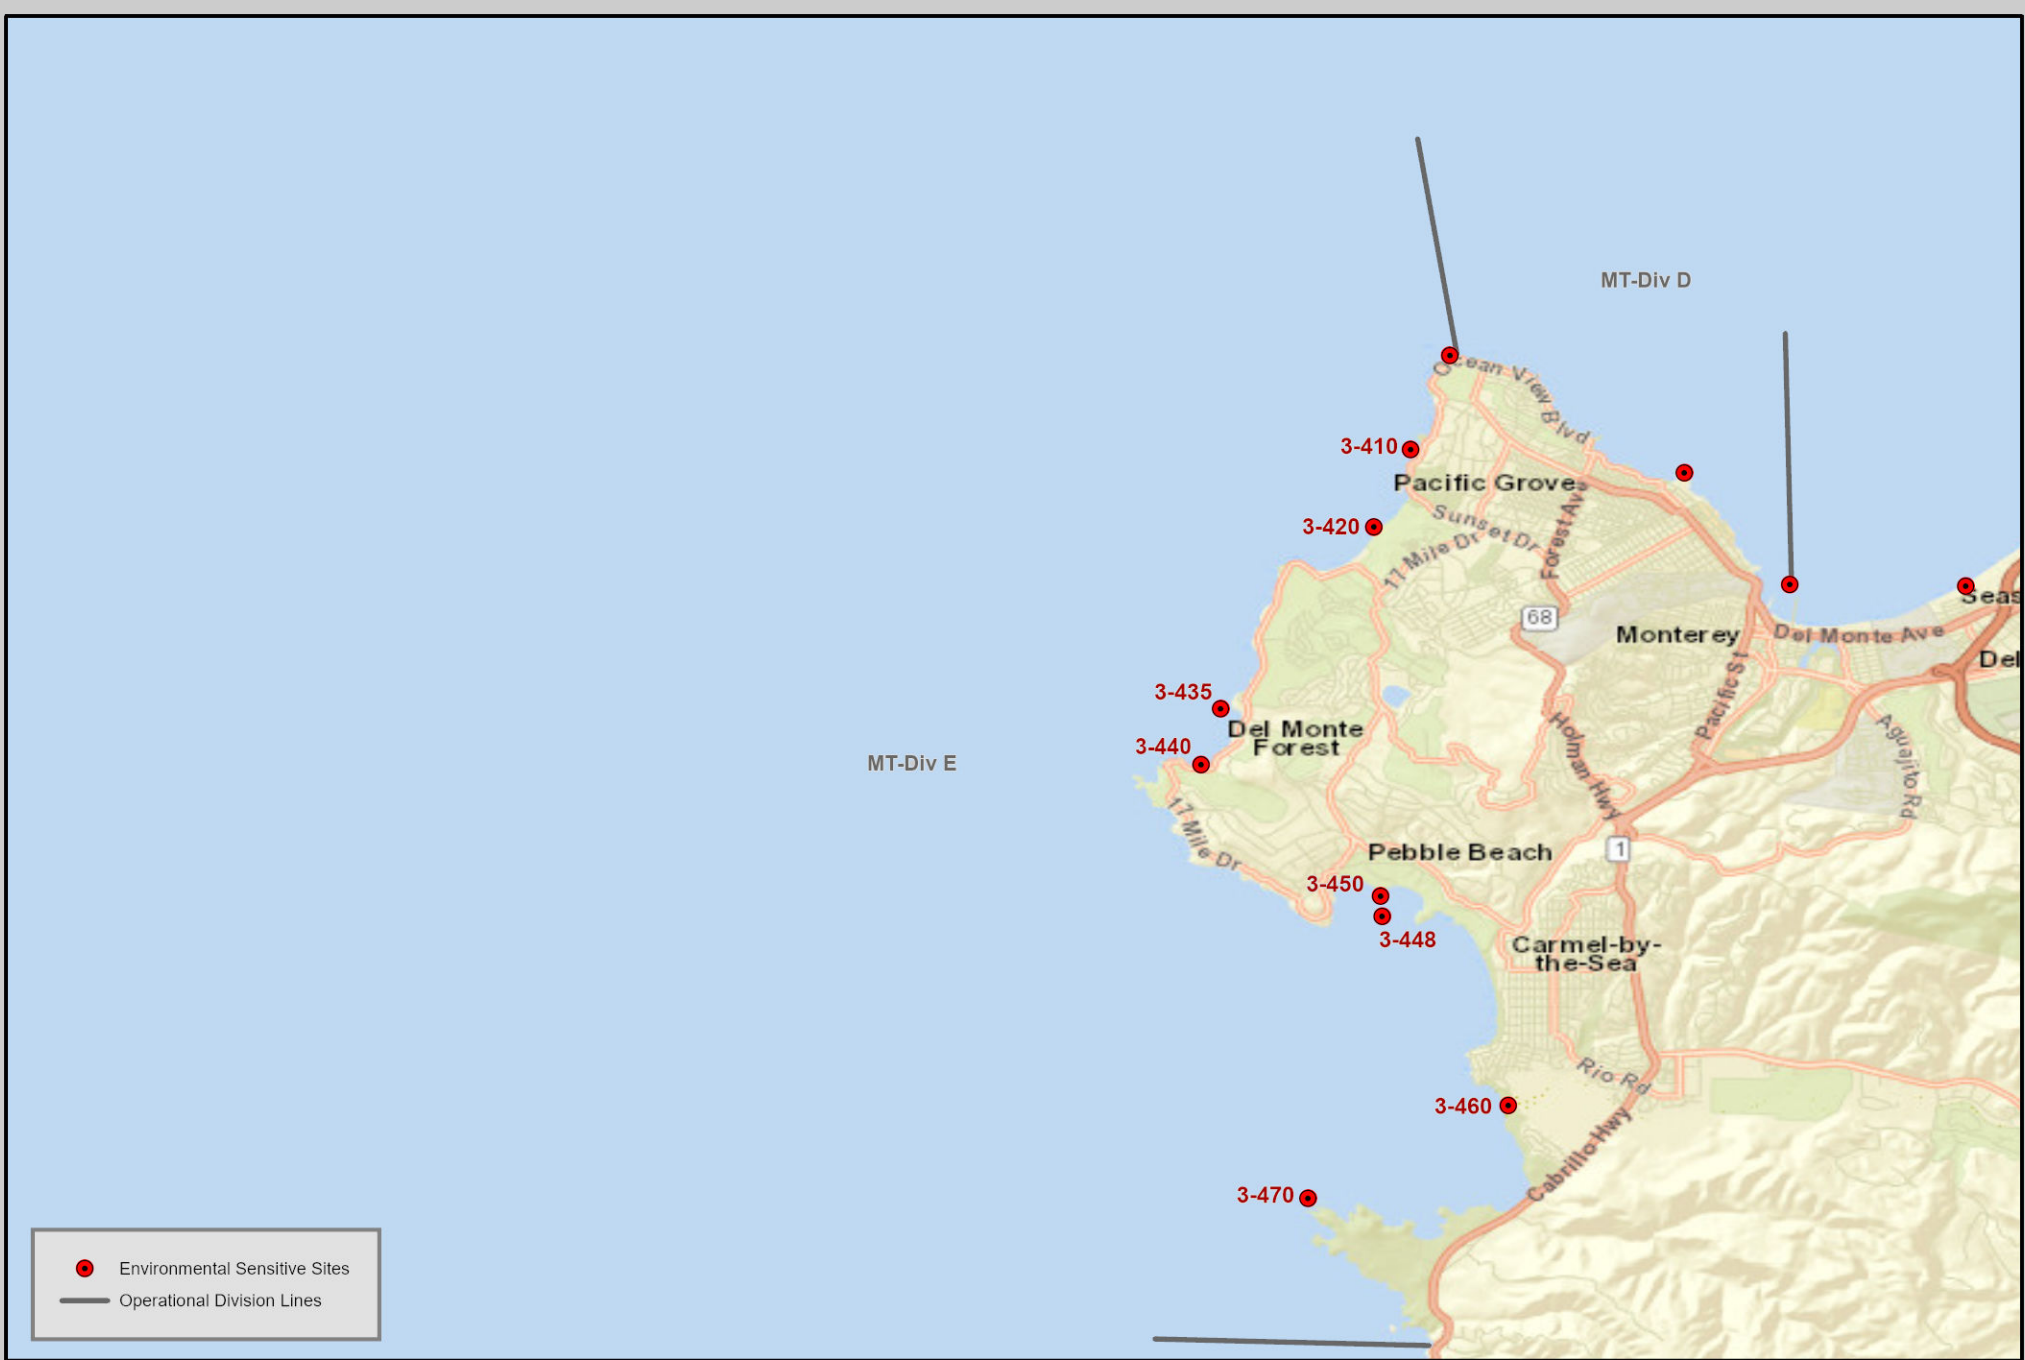 MT-Div D
Ocean View Blvd
3-410
Pacific Grove
3-420
Sunset Dr
17 Mile Dr
Forest Ave
68
Monterey
Del Monte Ave
Seas
Del
Pacific St
3-435
Del Monte
Forest
3-440
MT-Div E
Holman Hwy
Aguajito Rd
17 Mile Dr
Pebble Beach
1
3-450
3-448
Carmel-by-
the-Sea
Rio Rd
3-460
Cabrillo Hwy
3-470
Environmental Sensitive Sites
Operational Division Lines